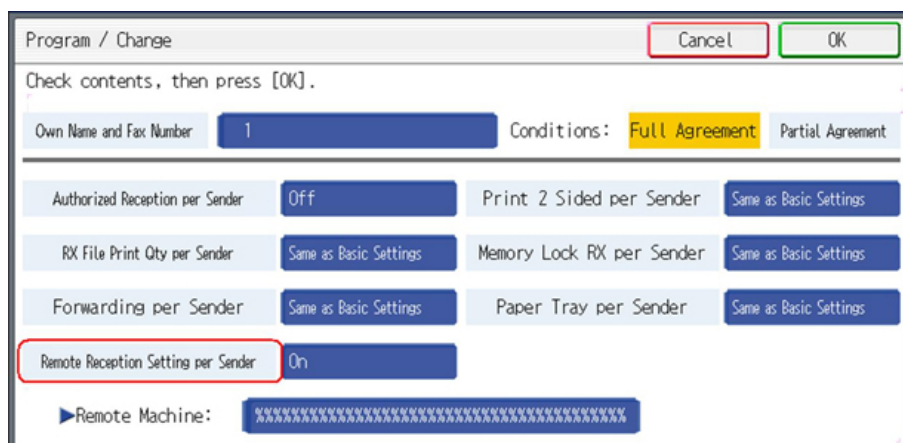 Program / Change Cancel OK
Check contents, then press [OK].
Own Name and Fax Number 1 Conditions: Full Agreement Partial Agreement
Authorized Reception per Sender Off Print 2 Sided per Sender Same as Basic Settings
RX File Print Qty per Sender Same as Basic Settings Memory Lock RX per Sender Same as Basic Settings
Forwarding per Sender Same as Basic Settings Paper Tray per Sender Same as Basic Settings
Remote Reception Setting per Sender On
▶Remote Machine: %%%%%%%%%%%%%%%%%%%%%%%%%%%%%%%%%%%%%%%%